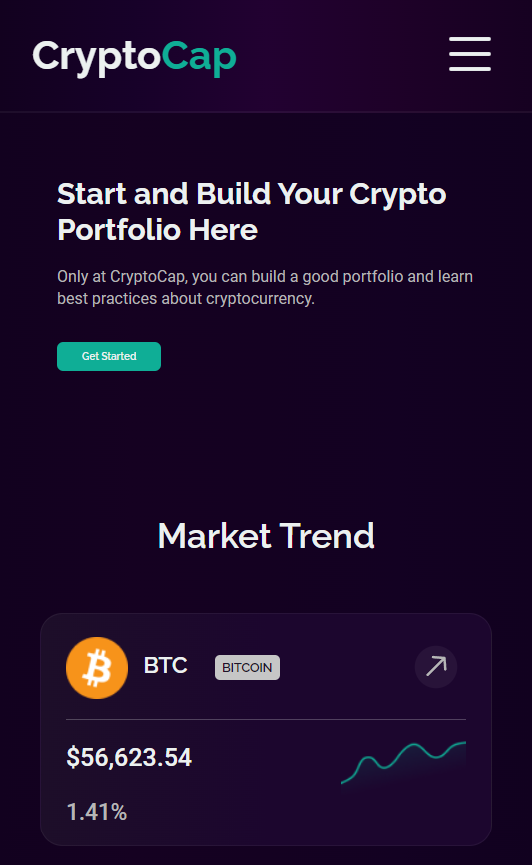 CryptoCap
Start and Build Your Crypto
Portfolio Here
Only at CryptoCap, you can build a good portfolio and learn
best practices about cryptocurrency.
Get Started
Market Trend
BTC BITCOIN
$56,623.54
1.41%